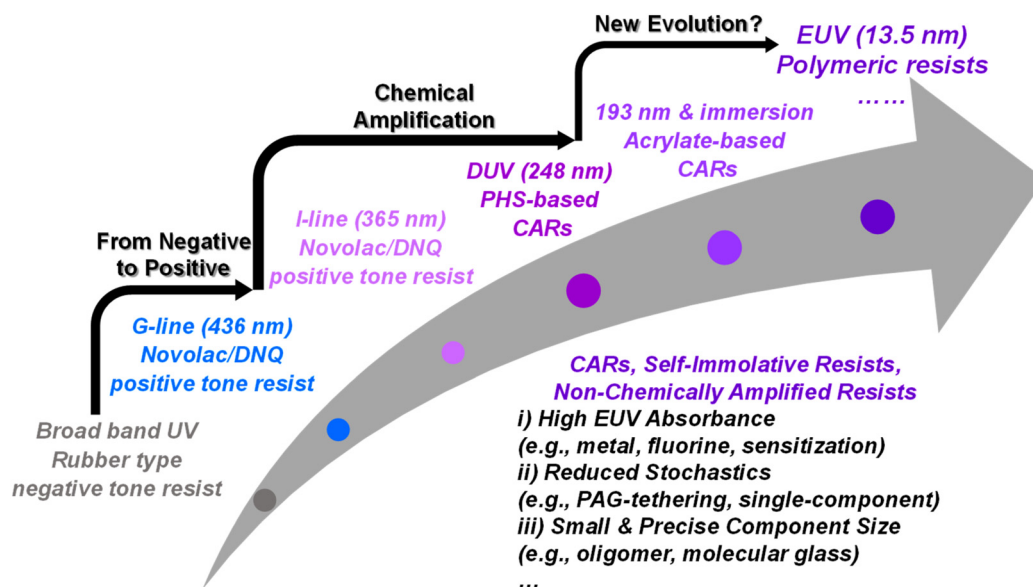 New Evolution?
EUV (13.5 nm)
Polymeric resists
... ...
Chemical
Amplification
193 nm & immersion
Acrylate-based
CARs
DUV (248 nm)
PHS-based
CARs
I-line (365 nm)
Novolac/DNQ
positive tone resist
From Negative
to Positive
G-line (436 nm)
Novolac/DNQ
positive tone resist
Broad band UV
Rubber type
negative tone resist
CARs, Self-Immolative Resists,
Non-Chemically Amplified Resists
i) High EUV Absorbance
(e.g., metal, fluorine, sensitization)
ii) Reduced Stochastics
(e.g., PAG-tethering, single-component)
iii) Small & Precise Component Size
(e.g., oligomer, molecular glass)
...